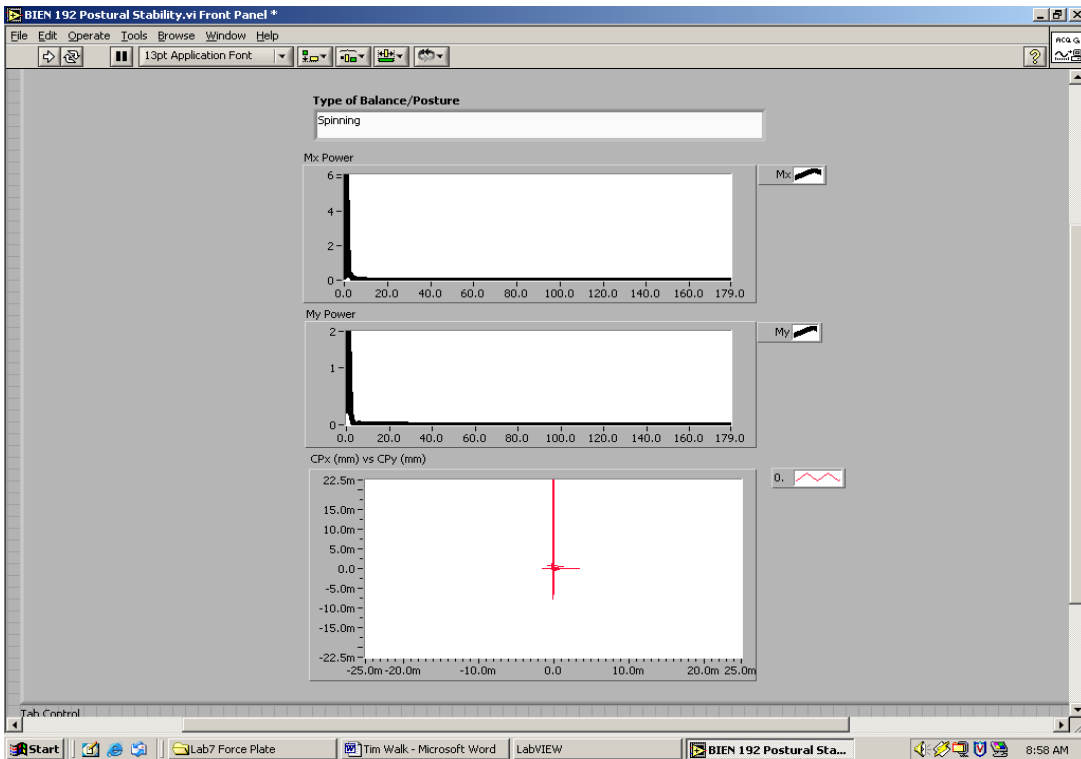 BIEN 192 Postural Stability.vi Front Panel *
File Edit Operate Tools Browse Window Help
13pt Application Font
ACQ G
Type of Balance/Posture
Spinning
Mx Power
Mx
6
4
2
0
0.0 20.0 40.0 60.0 80.0 100.0 120.0 140.0 160.0 179.0
My Power
My
2
1
0
0.0 20.0 40.0 60.0 80.0 100.0 120.0 140.0 160.0 179.0
CPx (mm) vs CPy (mm)
0.
22.5m
15.0m
10.0m
5.0m
0.0
-5.0m
-10.0m
-15.0m
-22.5m
-25.0m -20.0m -10.0m 0.0 10.0m 20.0m 25.0m
Tab Control
Start Lab7 Force Plate Tim Walk - Microsoft Word LabVIEW BIEN 192 Postural Sta... 8:58 AM